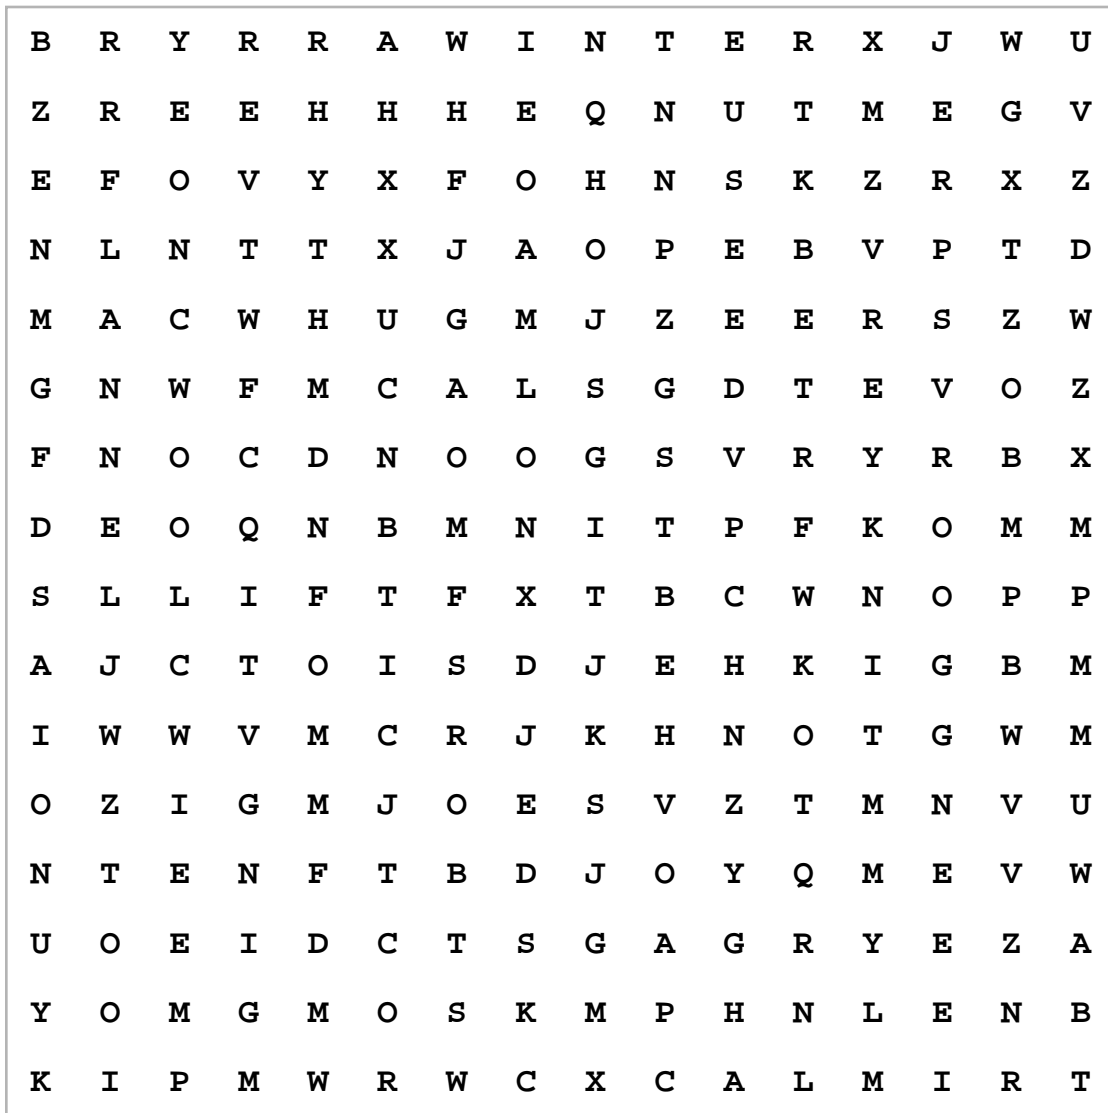 B R Y R R A W I N T E R X J W U
Z R E E H H H E Q N U T M E G V
E F O V Y X F O H N S K Z R X Z
N L N T T X J A O P E B V P T D
M A C W H U G M J Z E E R S Z W
G N W F M C A L S G D T E V O Z
F N O C D N O O G S V R Y R B X
D E O Q N B M N I T P F K O M M
S L L I F T F X T B C W N O P P
A J C T O I S D J E H K I G B M
I W W V M C R J K H N O T G W M
O Z I G M J O E S V Z T M N V U
N T E N F T B D J O Y Q M E V W
U O E I D C T S G A G R Y E Z A
Y O M G M O S K M P H N L E N B
K I P M W R W C X C A L M I R T